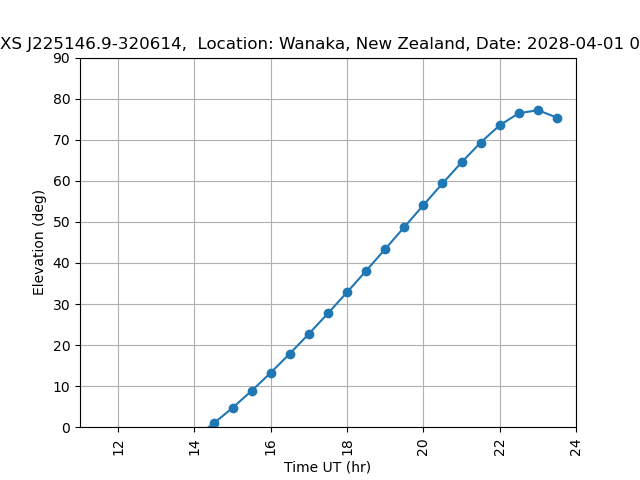 XS J225146.9-320614,  Location: Wanaka, New Zealand, Date: 2028-04-01 0
90
80
70
60
50
40
30
20
10
0
Elevation (deg)
12 14 16 18 20 22 24
Time UT (hr)